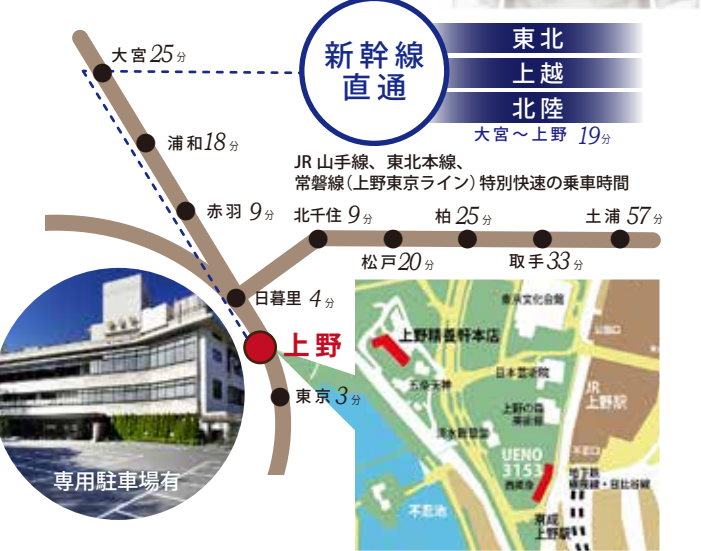 新幹線
直通
東北
上越
北陸
大宮～上野 19分
JR 山手線、東北本線、
常磐線（上野東京ライン）特別快速の乗車時間
大宮 25分
浦和18分
赤羽 9分
北千住 9分
松戸20分
柏 25分
取手33分
土浦 57分
日暮里 4分
上野
東京 3分
専用駐車場有
東京文化会館
公園口
上野精養軒本店
五条天神
日本芸術院
JR
上野駅
上野の森
美術館
清水観音堂
不忍口
UENO
3153
西郷像
地下鉄
銀座線・日比谷線
不忍池
京成
上野駅